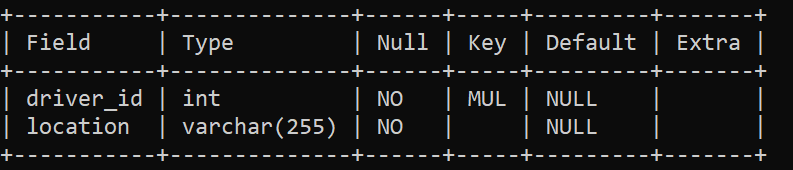 +-----------+--------------+------+-----+---------+-------+
| Field     | Type         | Null | Key | Default | Extra |
+-----------+--------------+------+-----+---------+-------+
| driver_id | int          | NO   | MUL | NULL    |       |
| location  | varchar(255) | NO   |     | NULL    |       |
+-----------+--------------+------+-----+---------+-------+